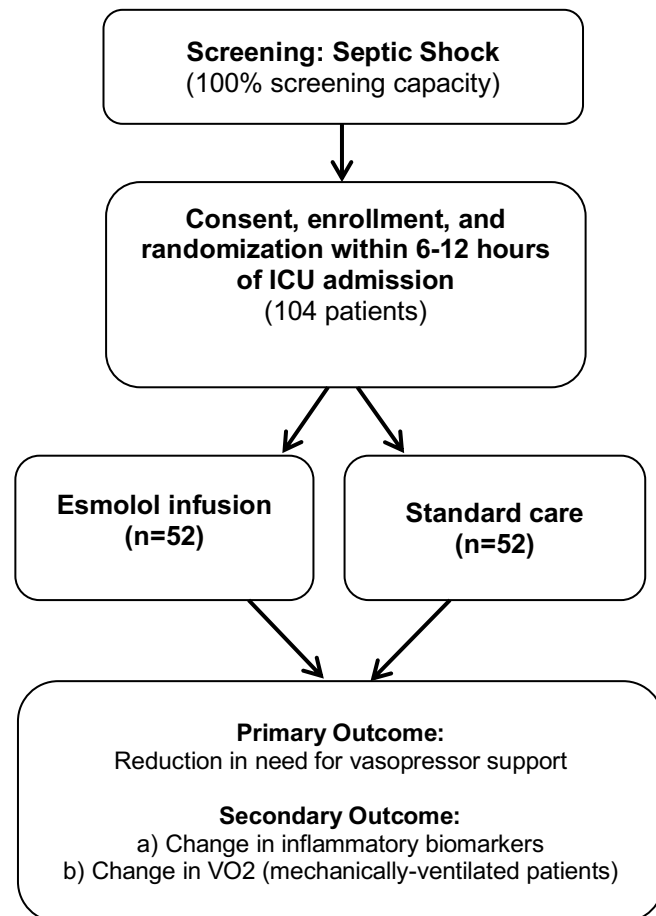 Screening: Septic Shock
(100% screening capacity)
Consent, enrollment, and
randomization within 6-12 hours
of ICU admission
(104 patients)
Esmolol infusion
(n=52)
Standard care
(n=52)
Primary Outcome:
Reduction in need for vasopressor support
Secondary Outcome:
a) Change in inflammatory biomarkers
b) Change in VO2 (mechanically-ventilated patients)